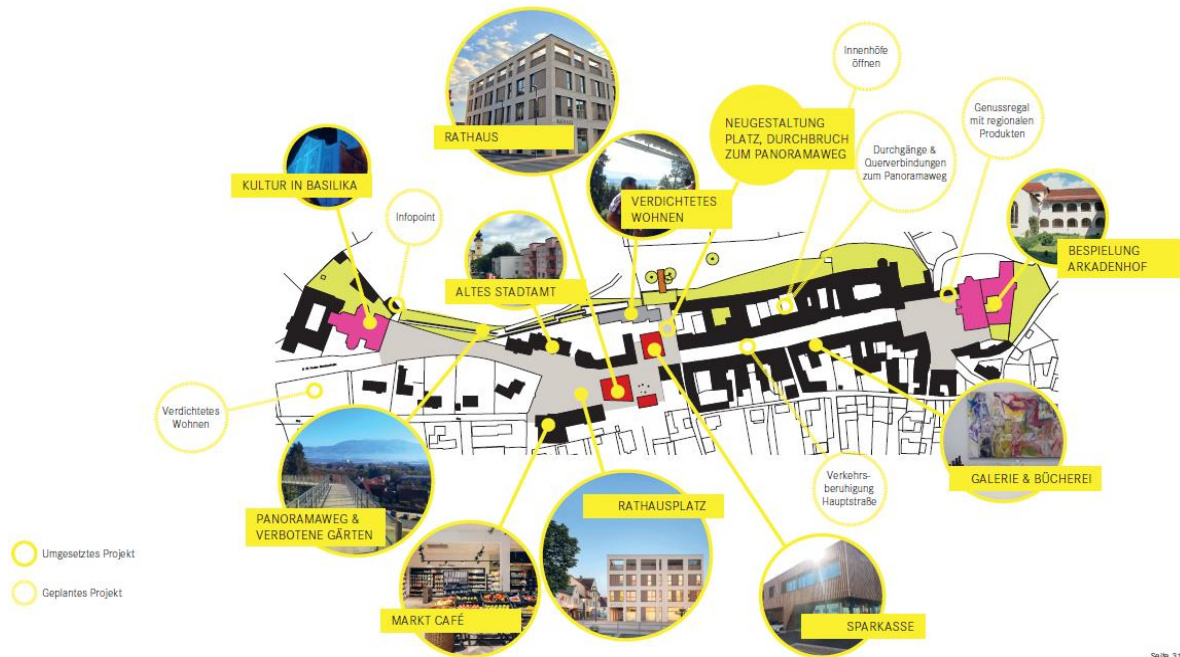 RATHAUS
KULTUR IN BASILIKA
Infopoint
ALTES STADTAMT
VERDICHTETES
WOHNEN
NEUGESTALTUNG
PLATZ, DURCHBRUCH
ZUM PANORAMAWEG
Innenhöfe
öffnen
Durchgänge &
Querverbindungen
zum Panoramaweg
Genussregal
mit regionalen
Produkten
BESPIELUNG
ARKADENHOF
Verdichtetes
Wohnen
PANORAMAWEG &
VERBOTENE GÄRTEN
MARKT CAFÉ
RATHAUSPLATZ
Verkehrs-
beruhigung
Hauptstraße
SPARKASSE
GALERIE & BÜCHEREI
Umgesetztes Projekt
Geplantes Projekt
Seite 31